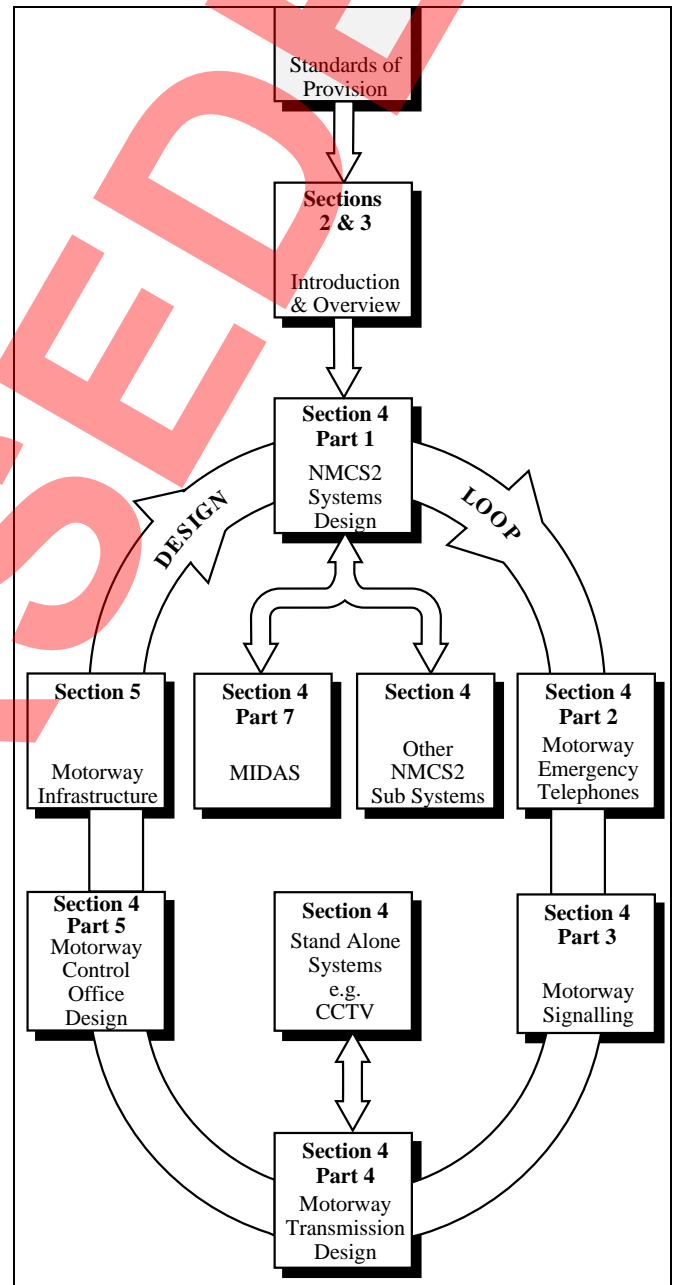 Standards of
Provision
Sections
2 & 3
Introduction
& Overview
Section 4
Part 1
NMCS2
Systems
Design
DESIGN
LOOP
Section 5
Motorway
Infrastructure
Section 4
Part 7
MIDAS
Section 4
Other
NMCS2
Sub Systems
Section 4
Part 2
Motorway
Emergency
Telephones
Section 4
Part 5
Motorway
Control
Office
Design
Section 4
Stand Alone
Systems
e.g.
CCTV
Section 4
Part 3
Motorway
Signalling
Section 4
Part 4
Motorway
Transmission
Design
SEDE